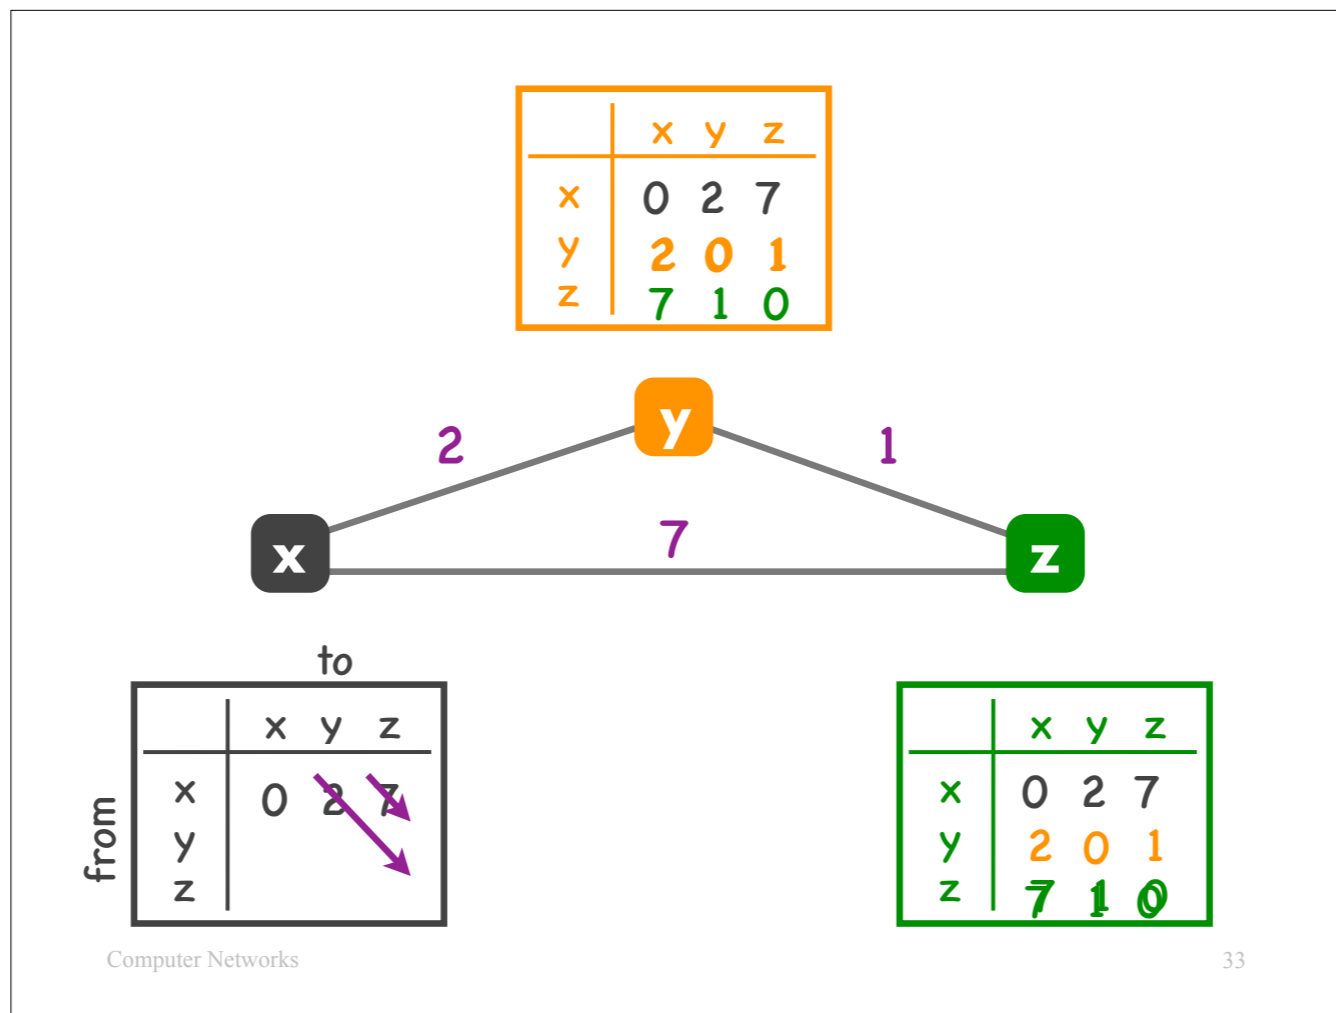 x y z
x 0 2 7
y 2 0 1
z 7 1 0
y
2
1
7
x
z
to
from
x y z
x 0 2 7
y
z
x y z
x 0 2 7
y 2 0 1
z 7 1 0
Computer Networks
33